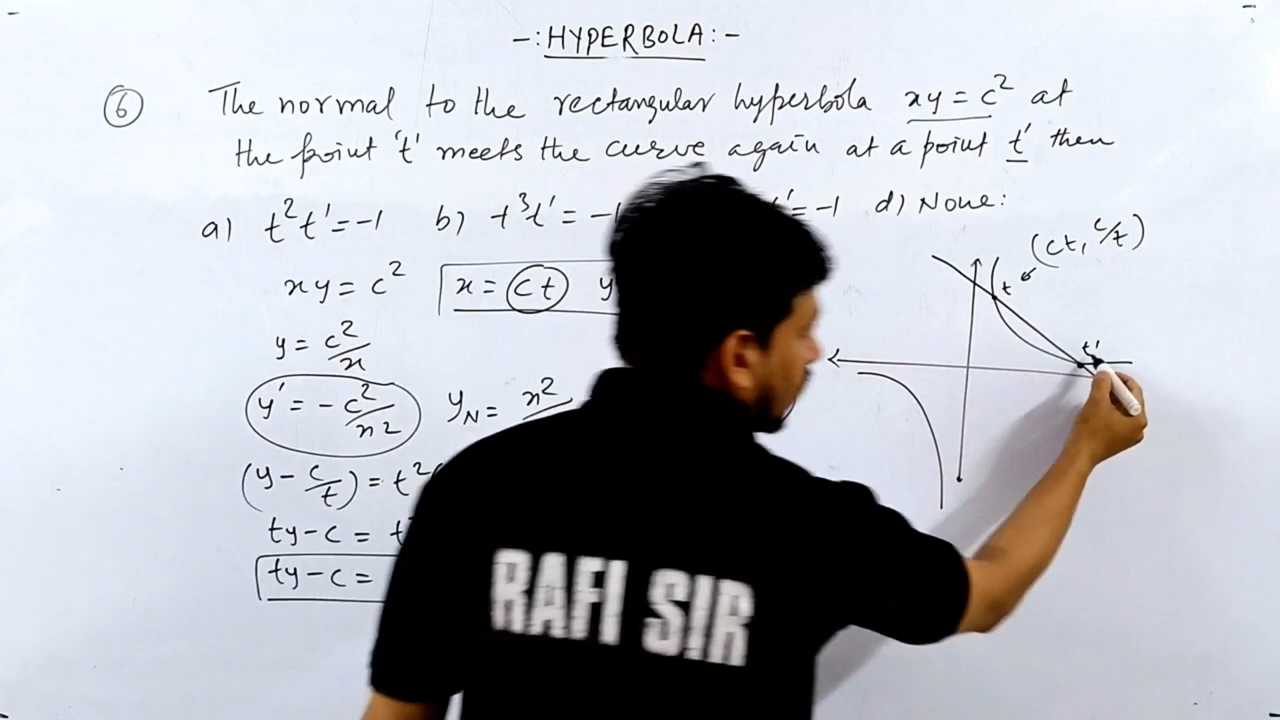 -: HYPERBOLA :-
⑥ The normal to the rectangular hyperbola xy = c² at
the point 't' meets the curve again at a point t' then
a) t²t' = -1 b) t³t' = -1 t' = -1 d) None:
(ct, c/t)
xy = c² x = ct y
t
y = c²/x
t'
y' = - c²/x² y_N = x²
(y - c/t) = t²(
ty - c = t
ty - c =
RAFI SIR